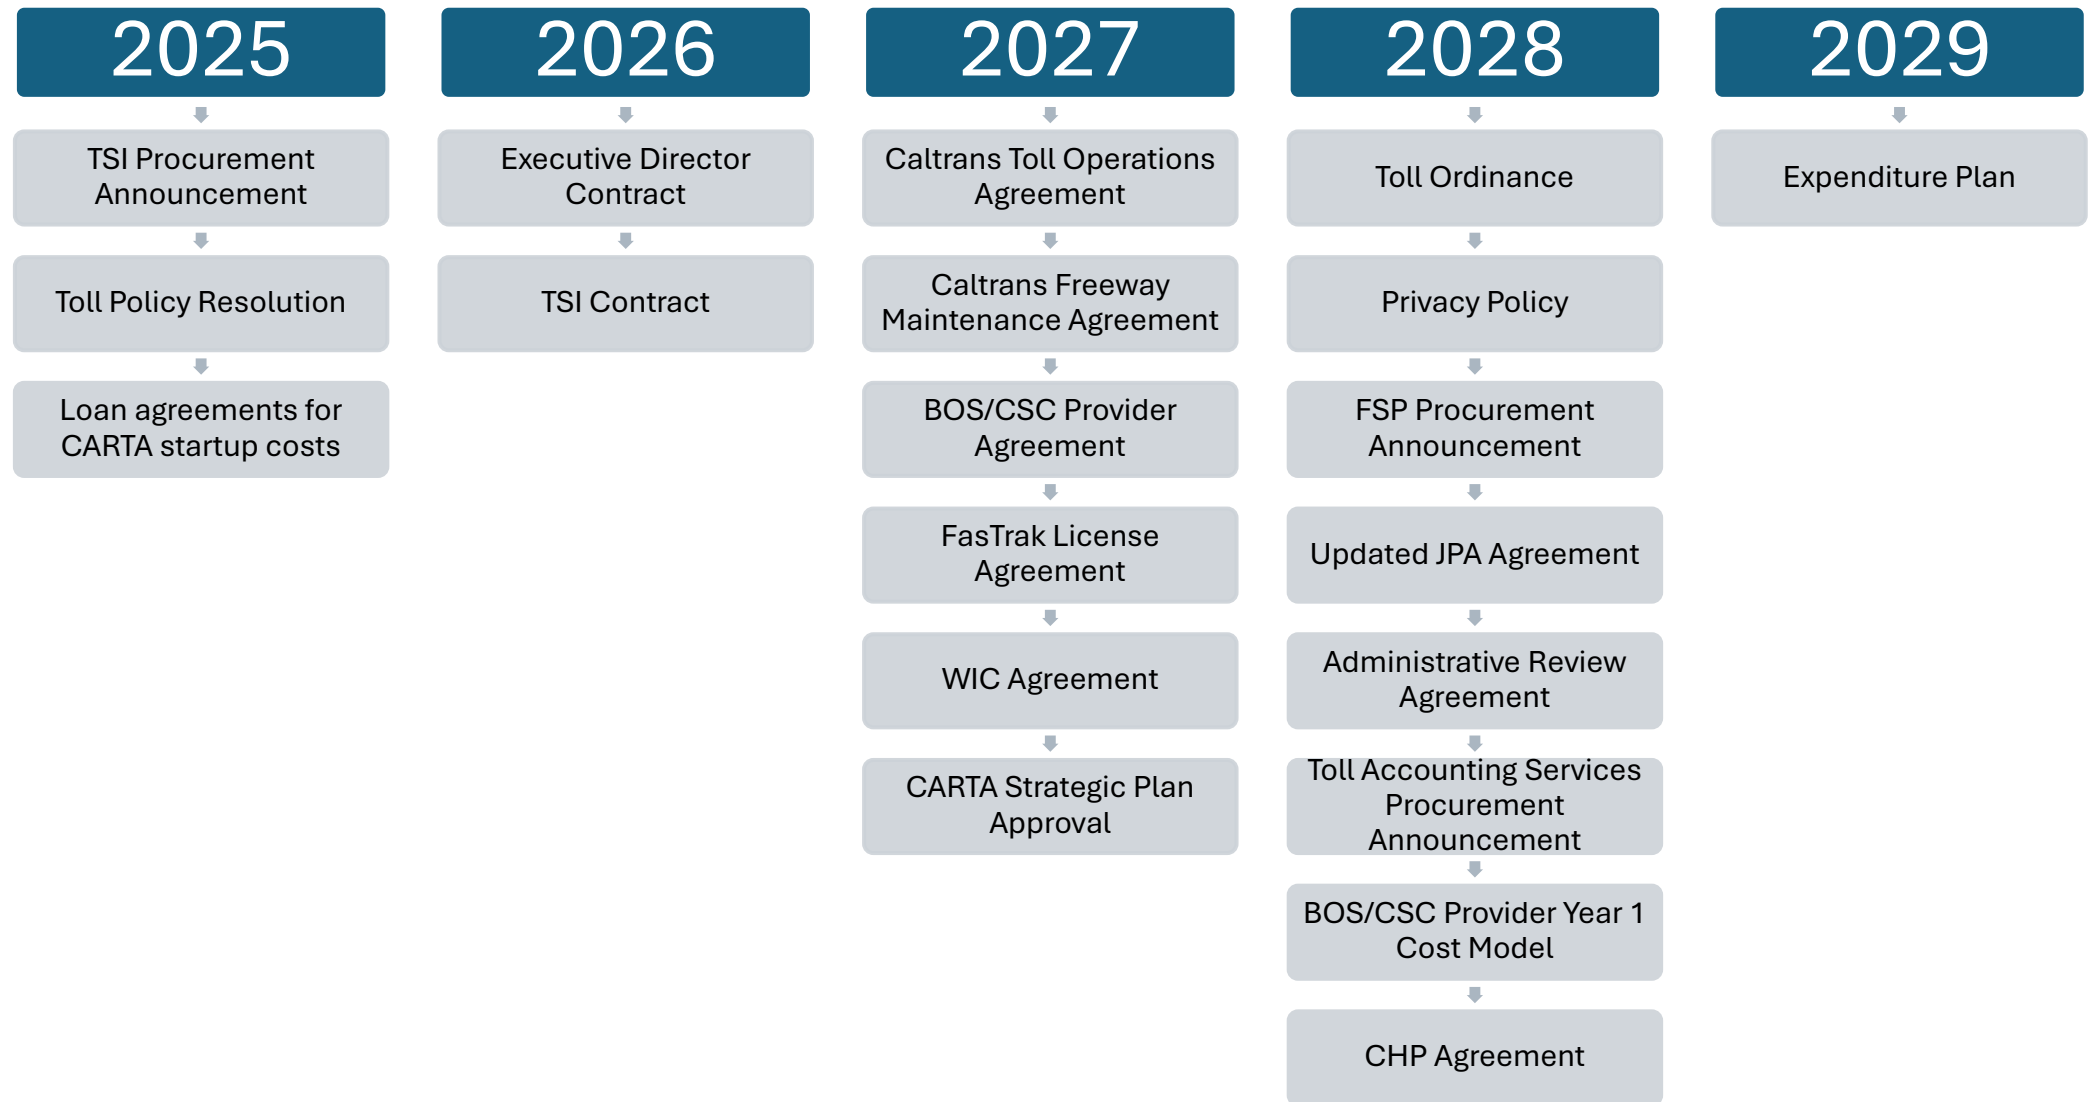 2025
TSI Procurement
Announcement
Toll Policy Resolution
Loan agreements for
CARTA startup costs
2026
Executive Director
Contract
TSI Contract
2027
Caltrans Toll Operations
Agreement
Caltrans Freeway
Maintenance Agreement
BOS/CSC Provider
Agreement
FasTrak License
Agreement
WIC Agreement
CARTA Strategic Plan
Approval
2028
Toll Ordinance
Privacy Policy
FSP Procurement
Announcement
Updated JPA Agreement
Administrative Review
Agreement
Toll Accounting Services
Procurement
Announcement
BOS/CSC Provider Year 1
Cost Model
CHP Agreement
2029
Expenditure Plan